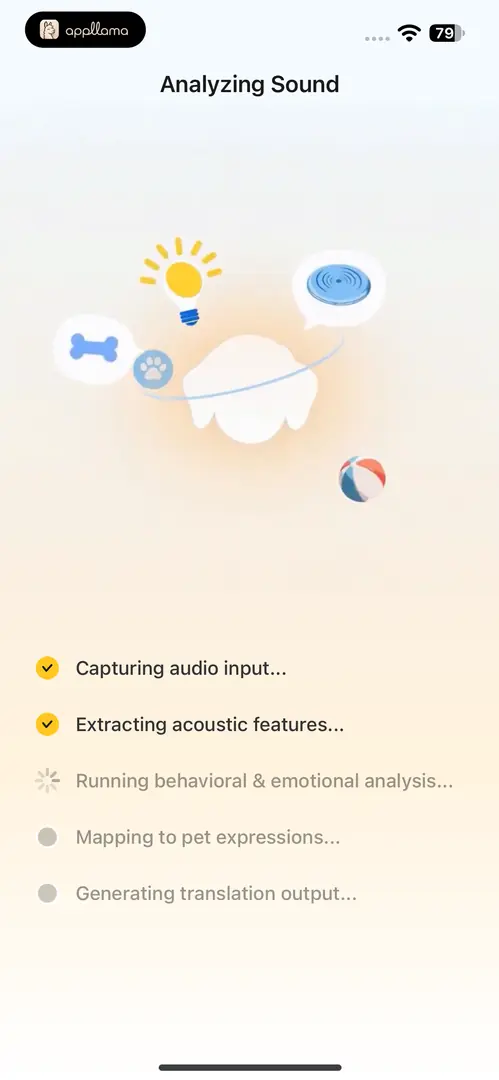 appllama
79
Analyzing Sound
Capturing audio input...
Extracting acoustic features...
Running behavioral & emotional analysis...
Mapping to pet expressions...
Generating translation output...